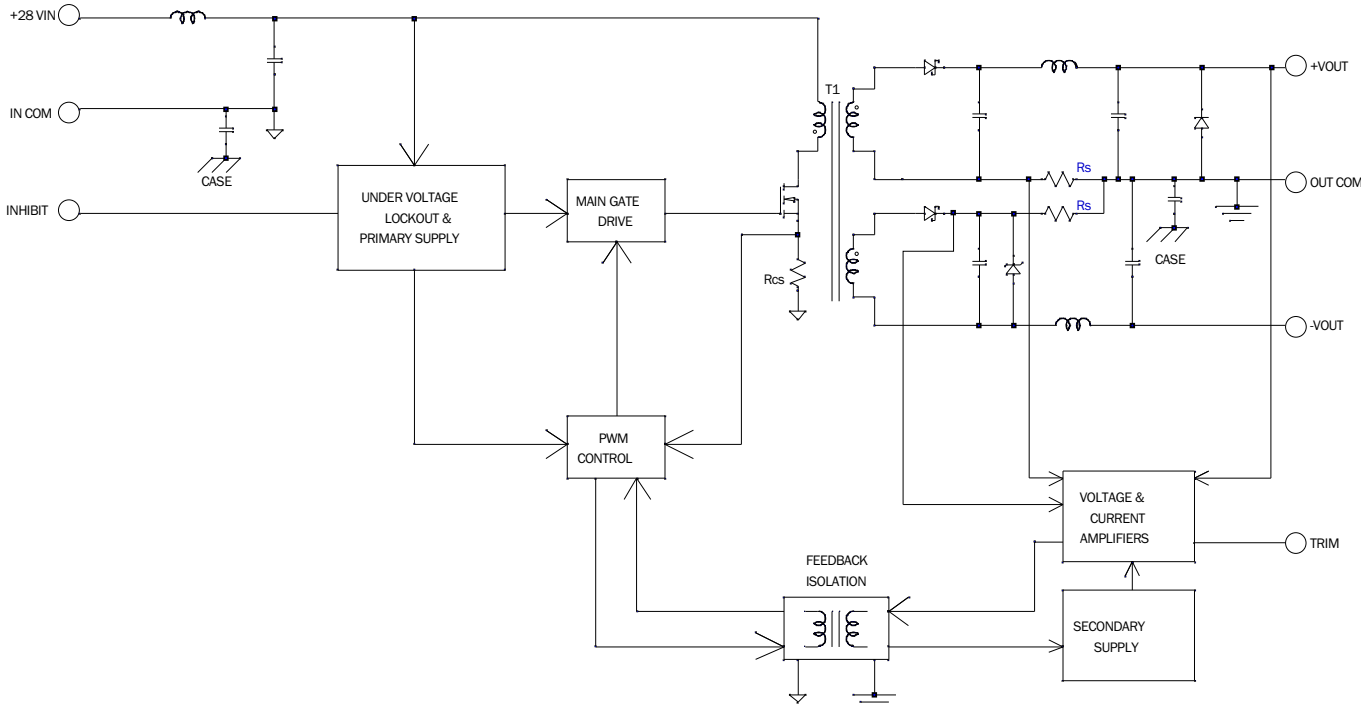 +28 VIN
IN COM
CASE
INHIBIT
UNDER VOLTAGE
LOCKOUT &
PRIMARY SUPPLY
MAIN GATE
DRIVE
Rcs
T1
+VOUT
Rs
OUT COM
Rs
CASE
-VOUT
PWM
CONTROL
VOLTAGE &
CURRENT
AMPLIFIERS
TRIM
FEEDBACK
ISOLATION
SECONDARY
SUPPLY